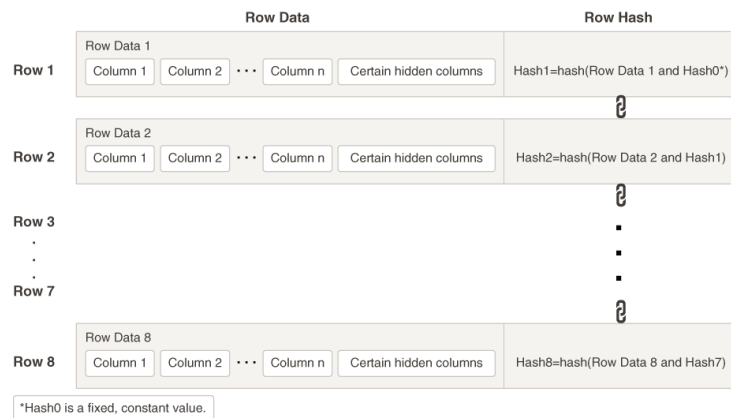 Row Data Row Hash
Row Data 1
Row 1 Column 1 Column 2 ··· Column n Certain hidden columns Hash1=hash(Row Data 1 and Hash0*)
Row Data 2
Row 2 Column 1 Column 2 ··· Column n Certain hidden columns Hash2=hash(Row Data 2 and Hash1)
Row 3
.
.
.
Row 7
Row Data 8
Row 8 Column 1 Column 2 ··· Column n Certain hidden columns Hash8=hash(Row Data 8 and Hash7)
*Hash0 is a fixed, constant value.